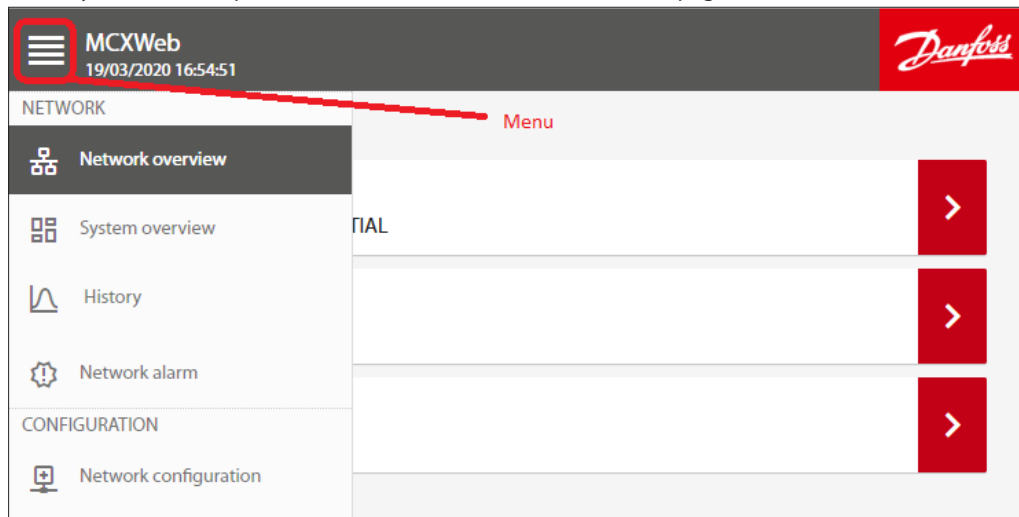 MCXWeb
19/03/2020 16:54:51
Danfoss
NETWORK
Menu
Network overview
System overview
TIAL
History
Network alarm
CONFIGURATION
Network configuration